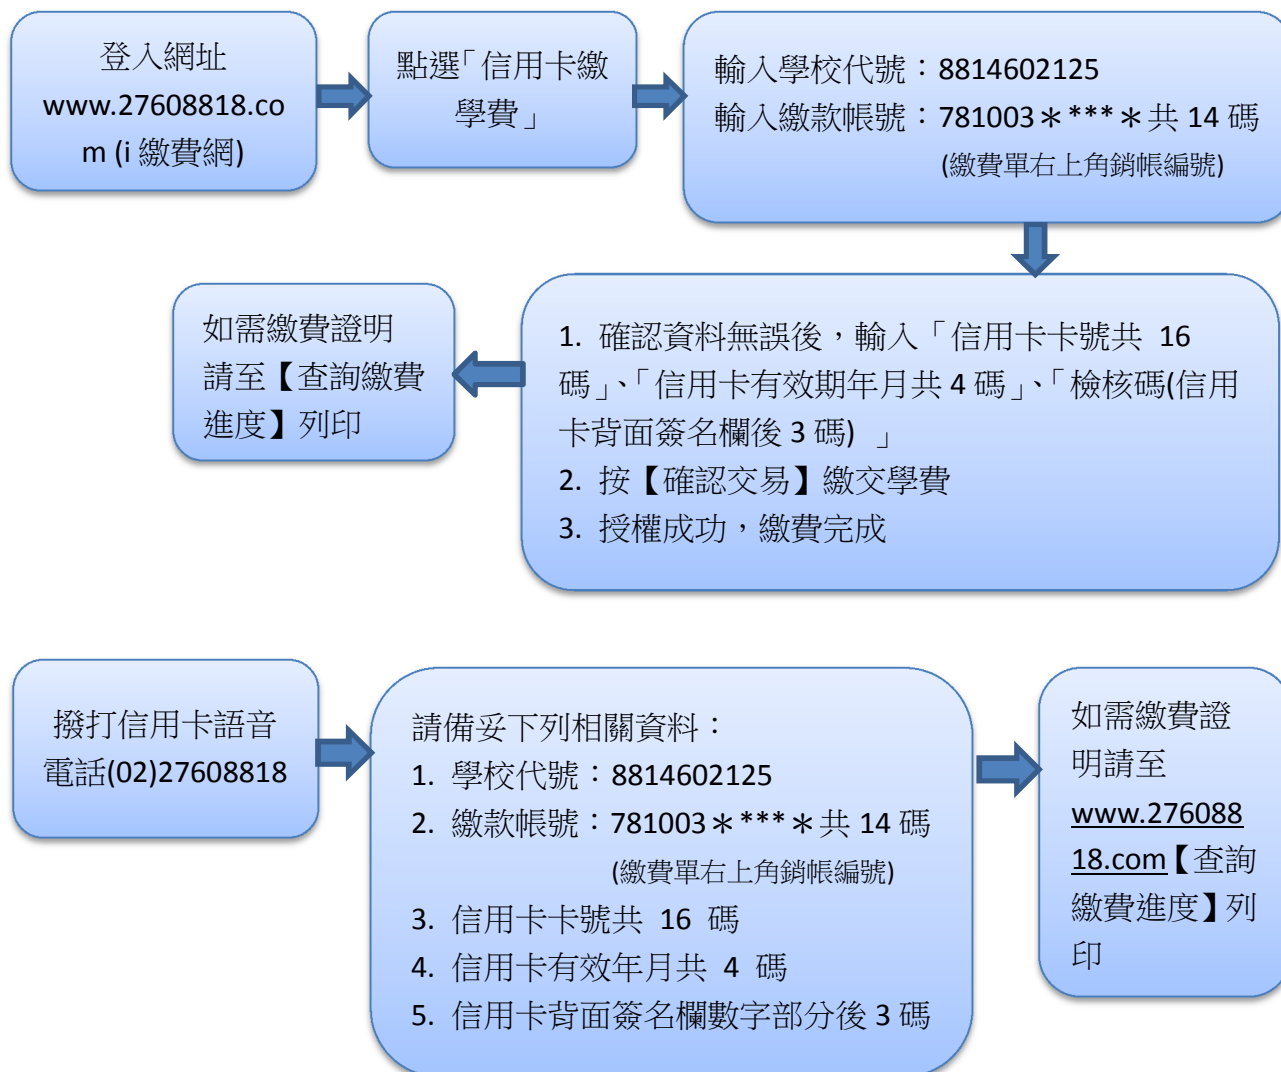 登入網址
www.27608818.co
m (i 繳費網)
點選「信用卡繳
學費」
輸入學校代號：8814602125
輸入繳款帳號：781003＊***＊共 14 碼
(繳費單右上角銷帳編號)
1. 確認資料無誤後，輸入「信用卡卡號共 16
碼」、「信用卡有效期年月共 4 碼」、「檢核碼(信用
卡背面簽名欄後 3 碼) 」
2. 按【確認交易】繳交學費
3. 授權成功，繳費完成
如需繳費證明
請至【查詢繳費
進度】列印
撥打信用卡語音
電話(02)27608818
請備妥下列相關資料：
1. 學校代號：8814602125
2. 繳款帳號：781003＊***＊共 14 碼
(繳費單右上角銷帳編號)
3. 信用卡卡號共 16 碼
4. 信用卡有效年月共 4 碼
5. 信用卡背面簽名欄數字部分後 3 碼
如需繳費證
明請至
www.276088
18.com【查詢
繳費進度】列
印